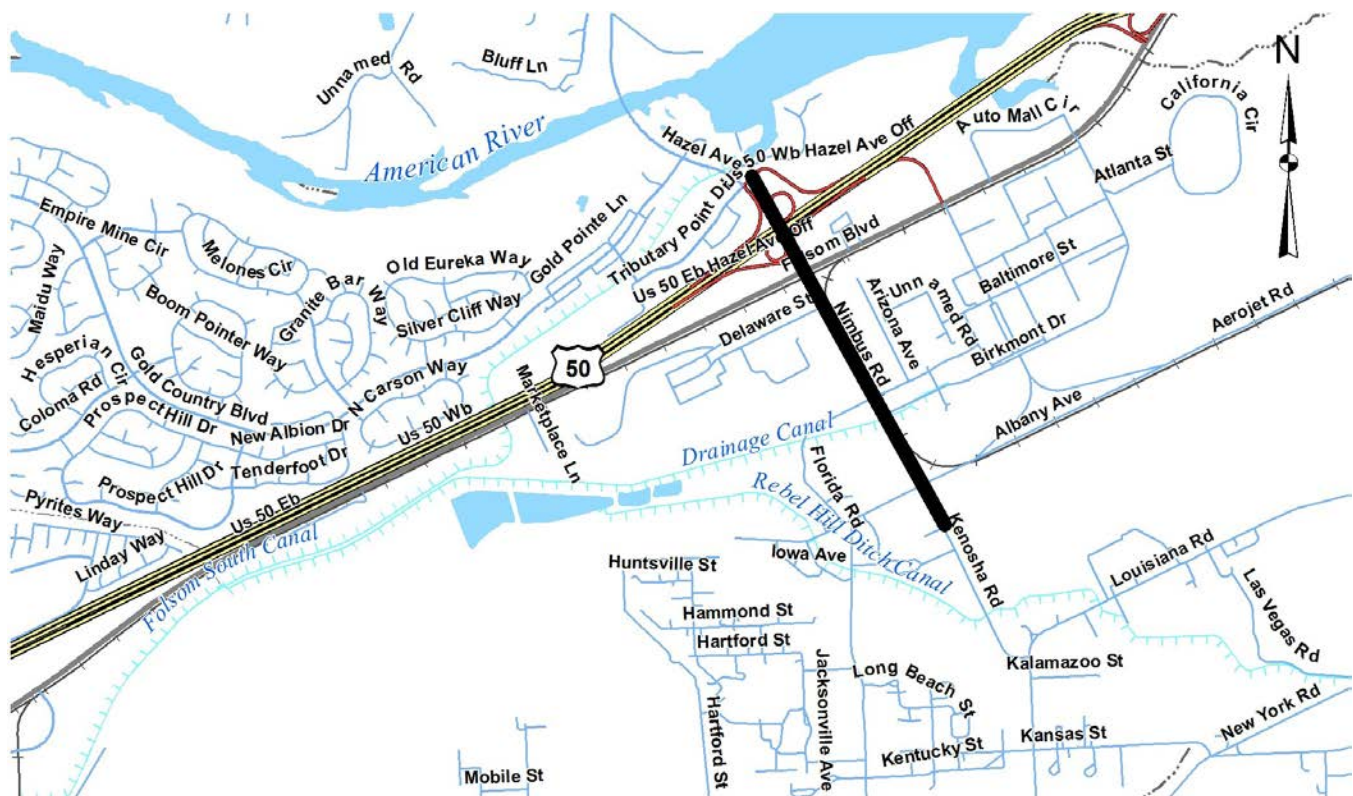 Unnamed Rd
Bluff Ln
N
California Cir
American River
Hazel Ave
Us 50 Wb Hazel Ave Off
Auto Mall Cir
Atlanta St
Empire Mine Cir
Melones Cir
Old Eureka Way
Gold Pointe Ln
Tributary Point Dr
Us 50 Eb Hazel Ave Off
Folsom Blvd
Maidu Way
Boom Pointer Way
Granite Bar Way
Silver Cliff Way
Delaware St
Nimbus Rd
Arizona Ave
Unnamed Rd
Baltimore St
Birkmont Dr
Aerojet Rd
Hesperian Cir
Coloma Rd
Gold Country Blvd
Prospect Hill Dr
New Albion Dr
N Carson Way
50
Marketplace Ln
Albany Ave
Us 50 Wb
Drainage Canal
Prospect Hill Dr
Tenderfoot Dr
Pyrites Way
Us 50 Eb
Florida Rd
Rebel Hill Ditch Canal
Linday Way
Folsom South Canal
Iowa Ave
Kenosha Rd
Louisiana Rd
Las Vegas Rd
Huntsville St
Hammond St
Hartford St
Kalamazoo St
Jacksonville Ave
Long Beach St
Hartford St
New York Rd
Kansas St
Kentucky St
Mobile St